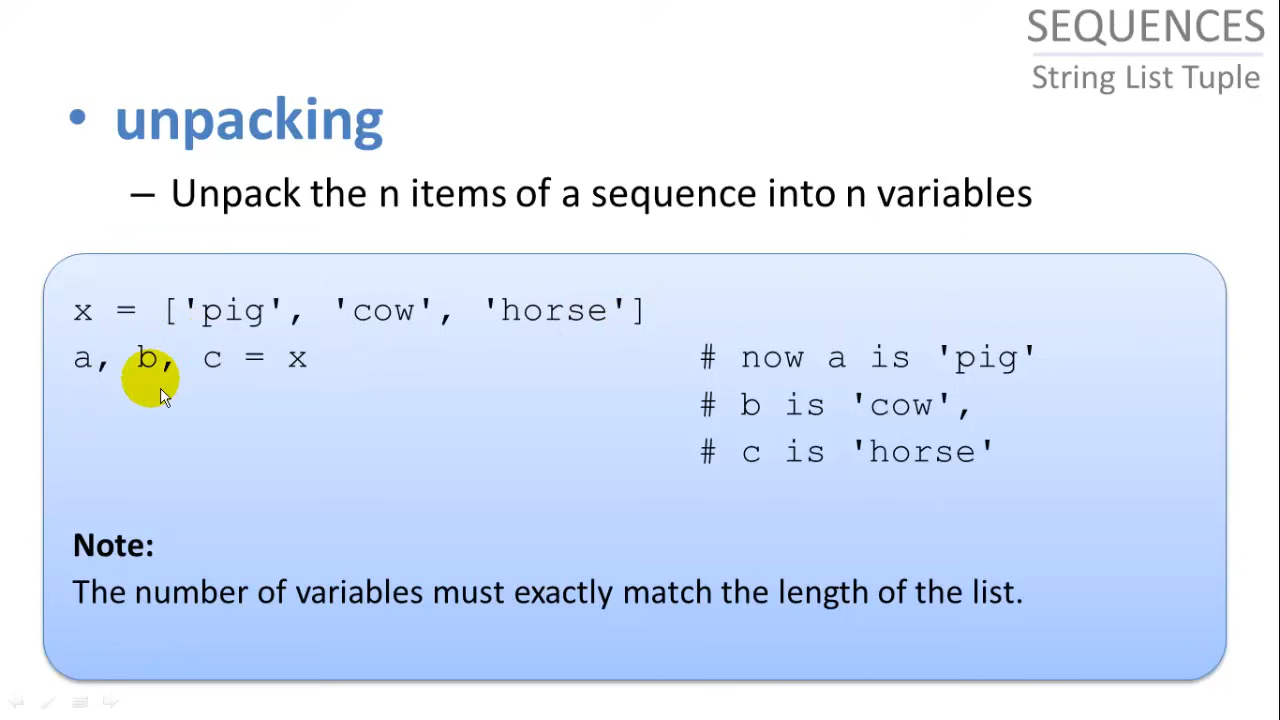 SEQUENCES
String List Tuple
• unpacking
– Unpack the n items of a sequence into n variables
x = ['pig', 'cow', 'horse']
a, b, c = x # now a is 'pig'
# b is 'cow',
# c is 'horse'
Note:
The number of variables must exactly match the length of the list.